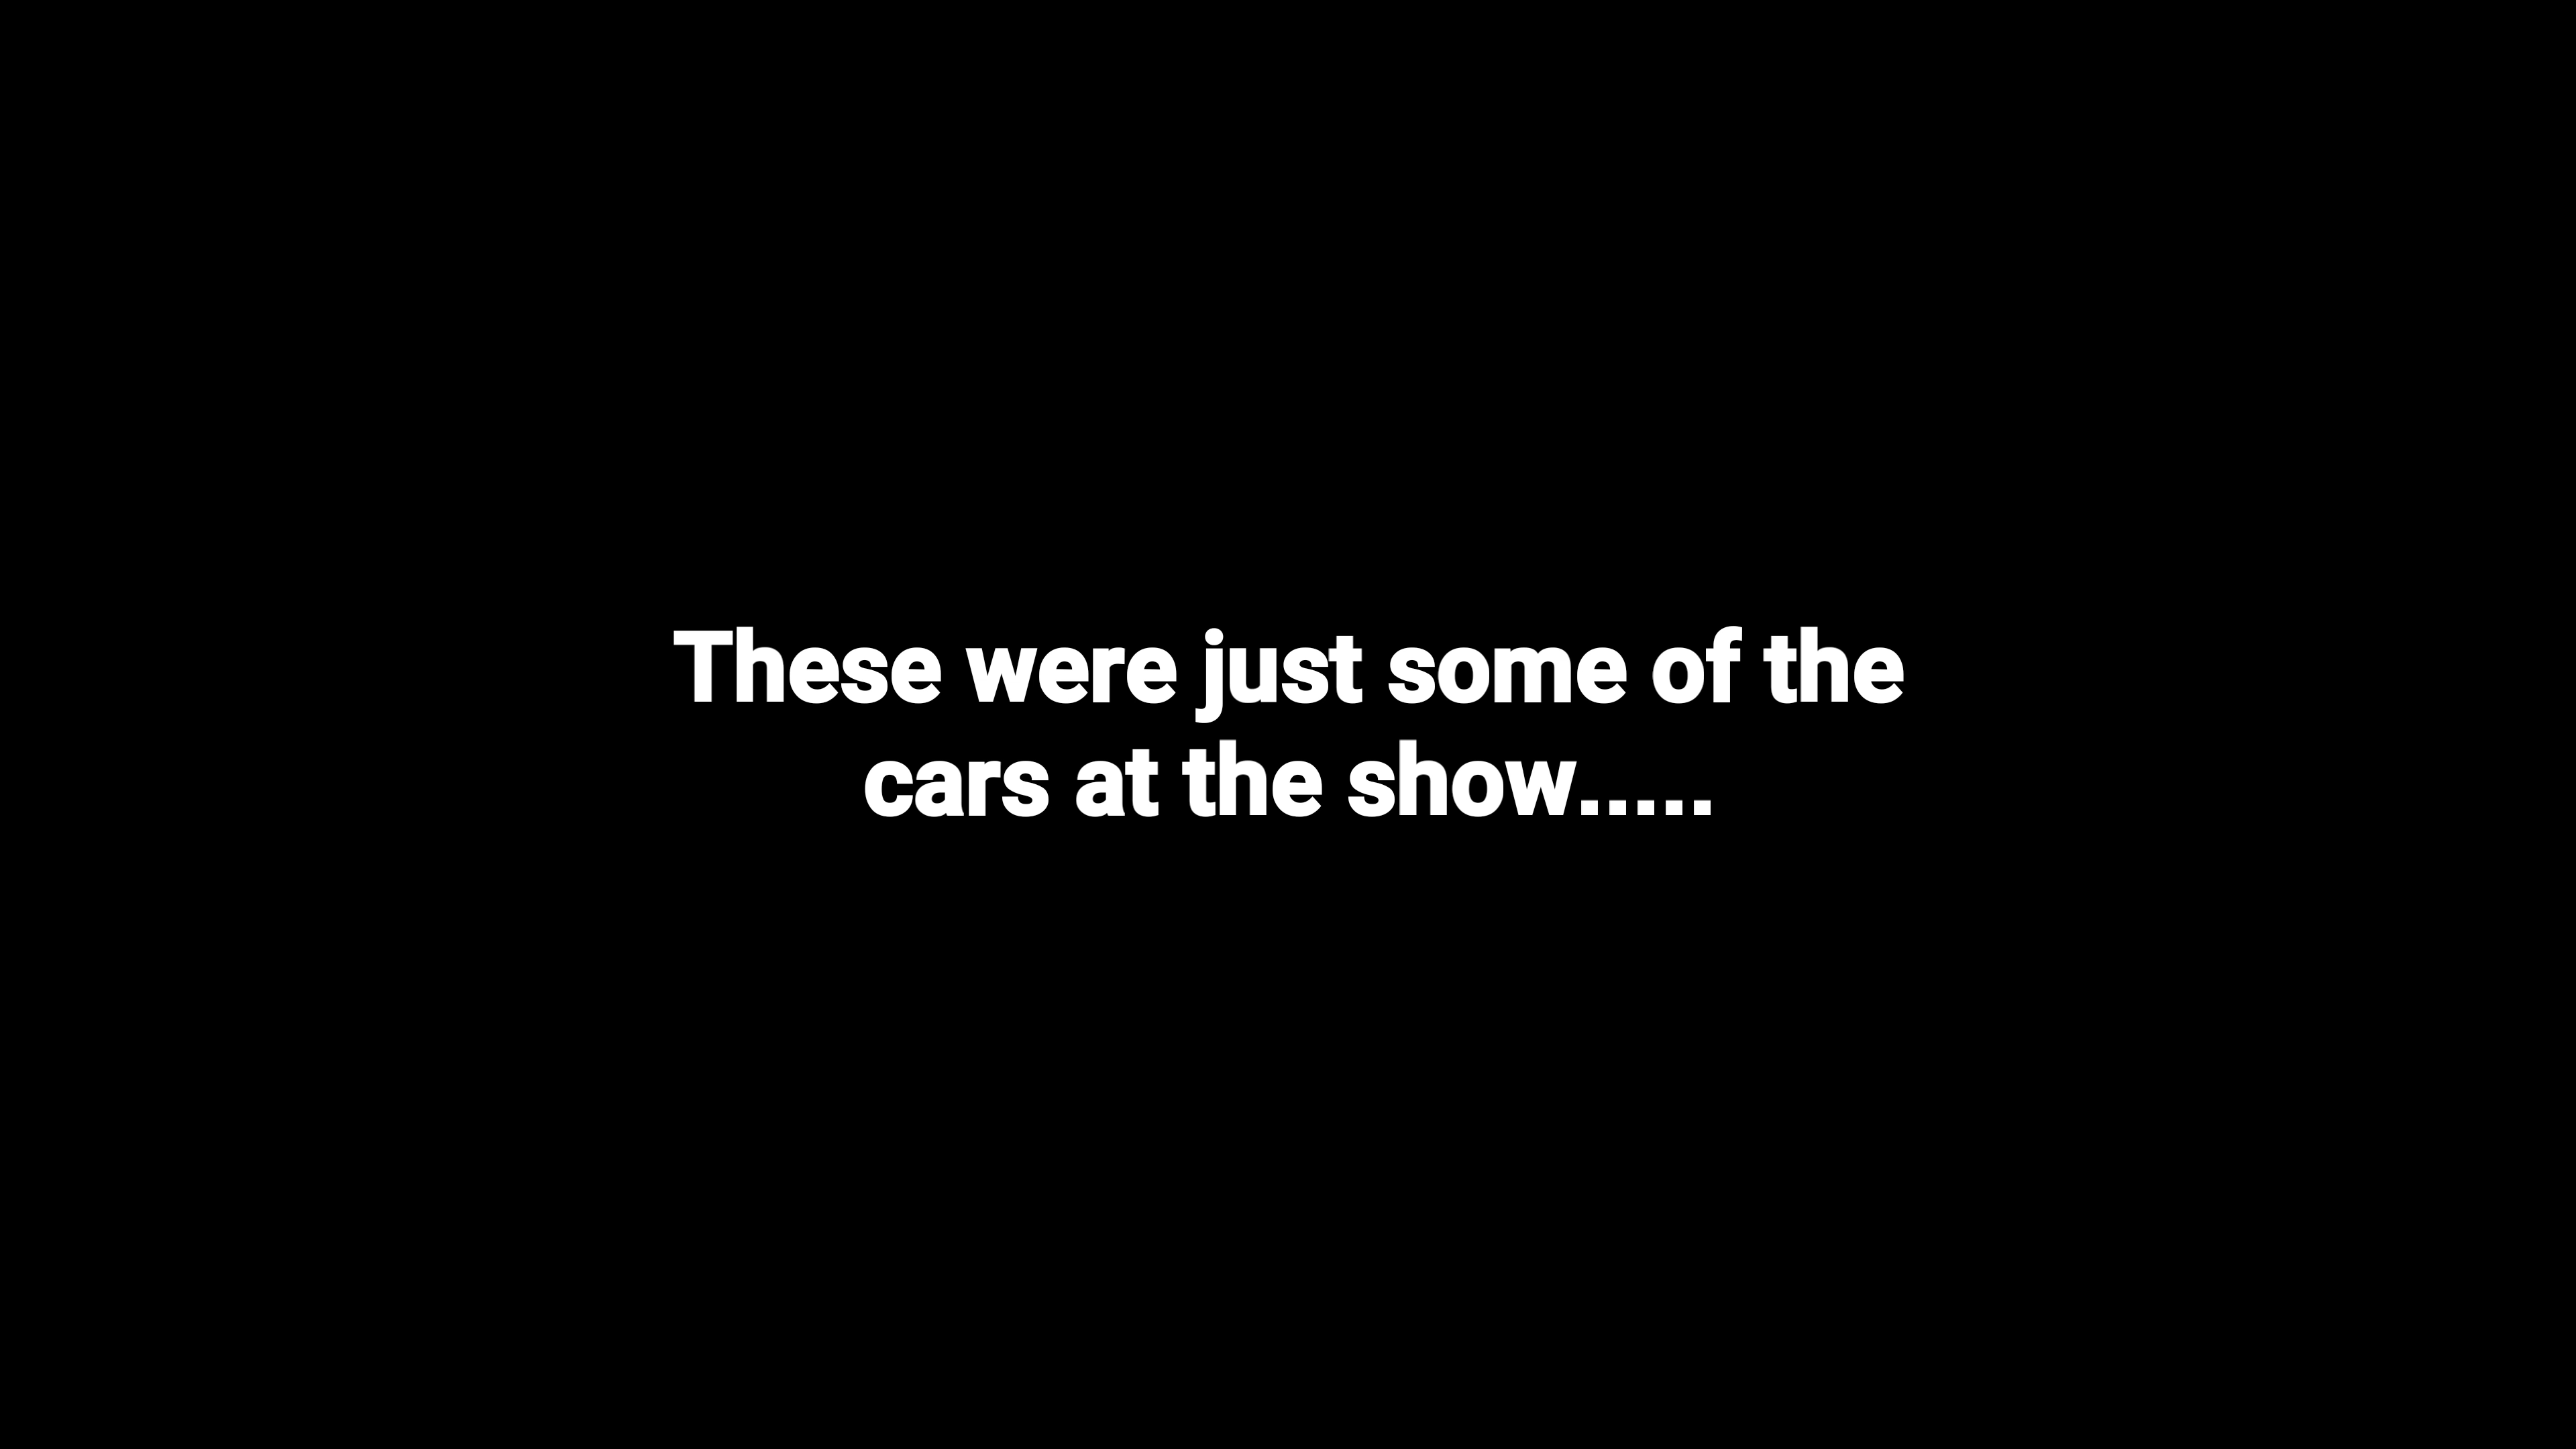 These were just some of the
cars at the show.....